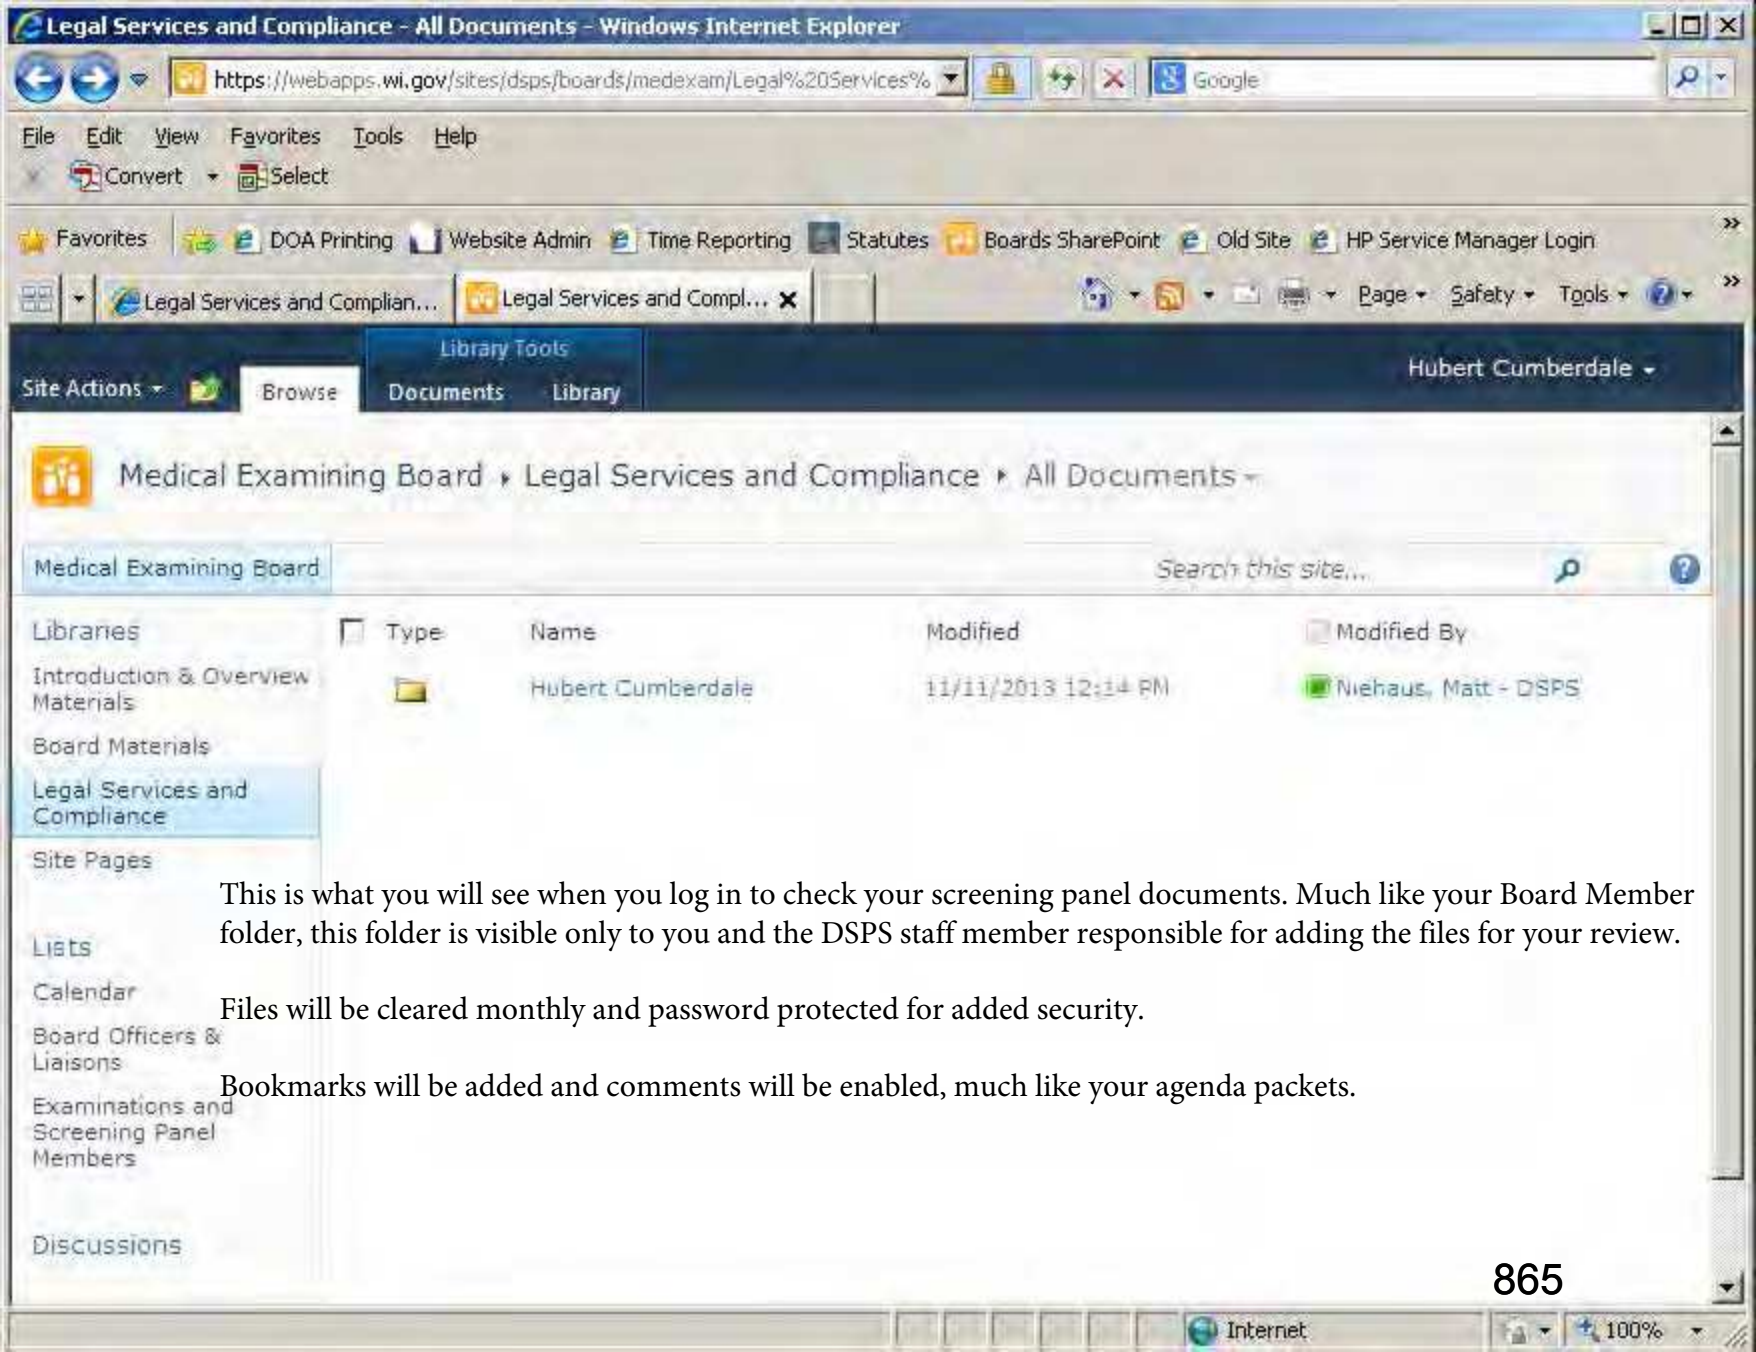 Legal Services and Compliance - All Documents - Windows Internet Explorer
https://webapps.wi.gov/sites/dsps/boards/medexam/Legal%20Services%
Google
File Edit View Favorites Tools Help
Convert Select
Favorites DOA Printing Website Admin Time Reporting Statutes Boards SharePoint Old Site HP Service Manager Login
Legal Services and Complian... Legal Services and Compl... Page Safety Tools
Library Tools
Hubert Cumberdale
Site Actions Browse Documents Library
Medical Examining Board Legal Services and Compliance All Documents
Medical Examining Board
Search this site...
Libraries
Type Name Modified Modified By
Introduction & Overview
Materials
Hubert Cumberdale 11/11/2013 12:14 PM Niehaus, Matt - DSPS
Board Materials
Legal Services and
Compliance
Site Pages
This is what you will see when you log in to check your screening panel documents. Much like your Board Member
folder, this folder is visible only to you and the DSPS staff member responsible for adding the files for your review.
Lists
Calendar
Files will be cleared monthly and password protected for added security.
Board Officers &
Liaisons
Bookmarks will be added and comments will be enabled, much like your agenda packets.
Examinations and
Screening Panel
Members
Discussions
865
Internet 100%